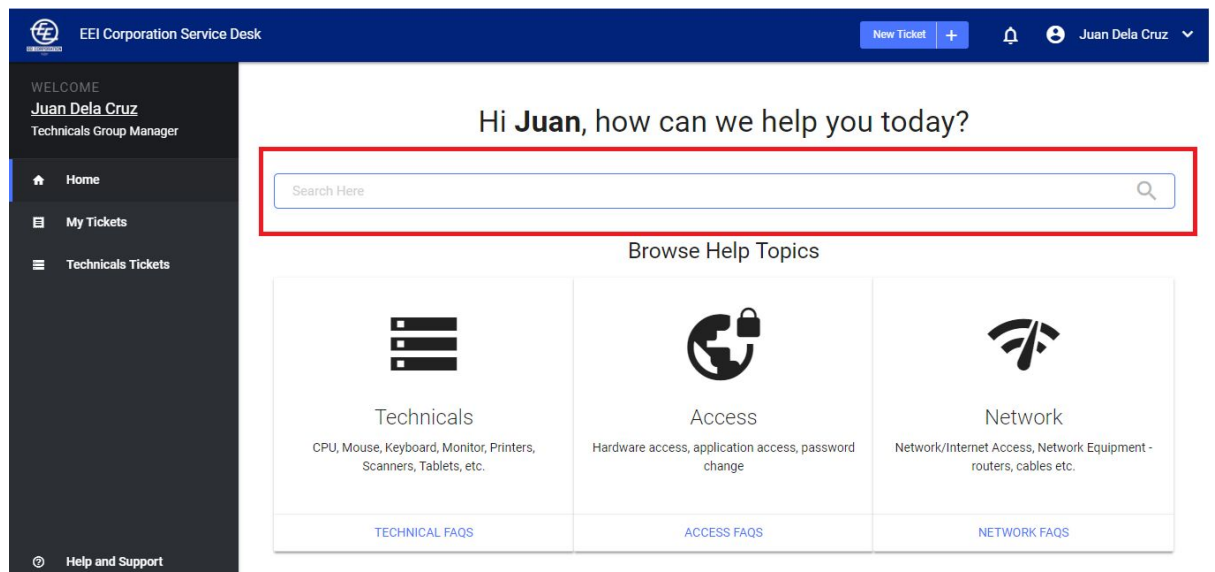 EEI Corporation Service Desk
New Ticket +
Juan Dela Cruz
WELCOME
Juan Dela Cruz
Technicals Group Manager
Home
My Tickets
Technicals Tickets
Help and Support
Hi Juan, how can we help you today?
Search Here
Browse Help Topics
Technicals
CPU, Mouse, Keyboard, Monitor, Printers,
Scanners, Tablets, etc.
TECHNICAL FAQS
Access
Hardware access, application access, password
change
ACCESS FAQS
Network
Network/Internet Access, Network Equipment -
routers, cables etc.
NETWORK FAQS